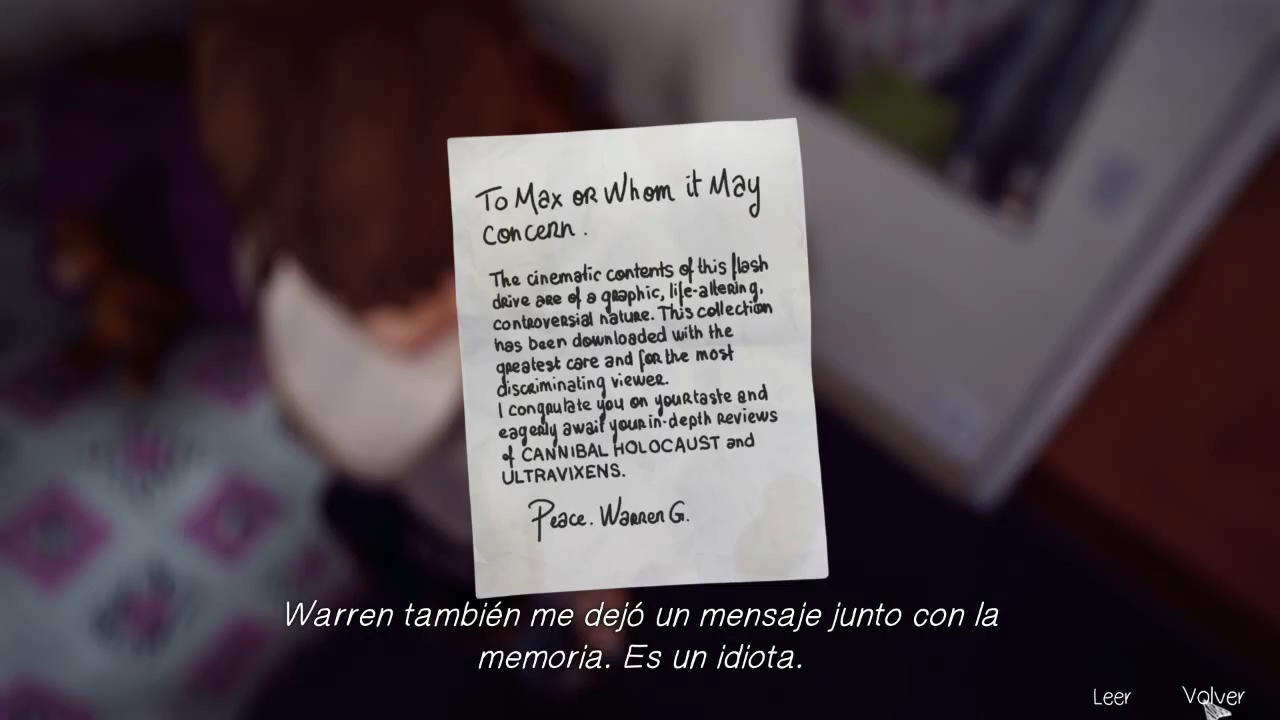 To Max or Whom it May
Concern.
The cinematic contents of this flash
drive are of a graphic, life-altering,
controversial nature. This collection
has been downloaded with the
greatest care and for the most
discriminating viewer.
I congrulate you on your taste and
eagerly await your in-depth reviews
of CANNIBAL HOLOCAUST and
ULTRAVIXENS.
Peace. Warren G.
Warren también me dejó un mensaje junto con la
memoria. Es un idiota.
Leer Volver